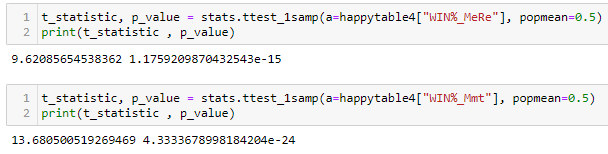 1 t_statistic, p_value = stats.ttest_1samp(a=happytable4["WIN%_MeRe"], popmean=0.5)
2 print(t_statistic , p_value)
9.62085654538362 1.1759209870432543e-15
1 t_statistic, p_value = stats.ttest_1samp(a=happytable4["WIN%_Mmt"], popmean=0.5)
2 print(t_statistic , p_value)
13.680500519269469 4.3333678998184204e-24